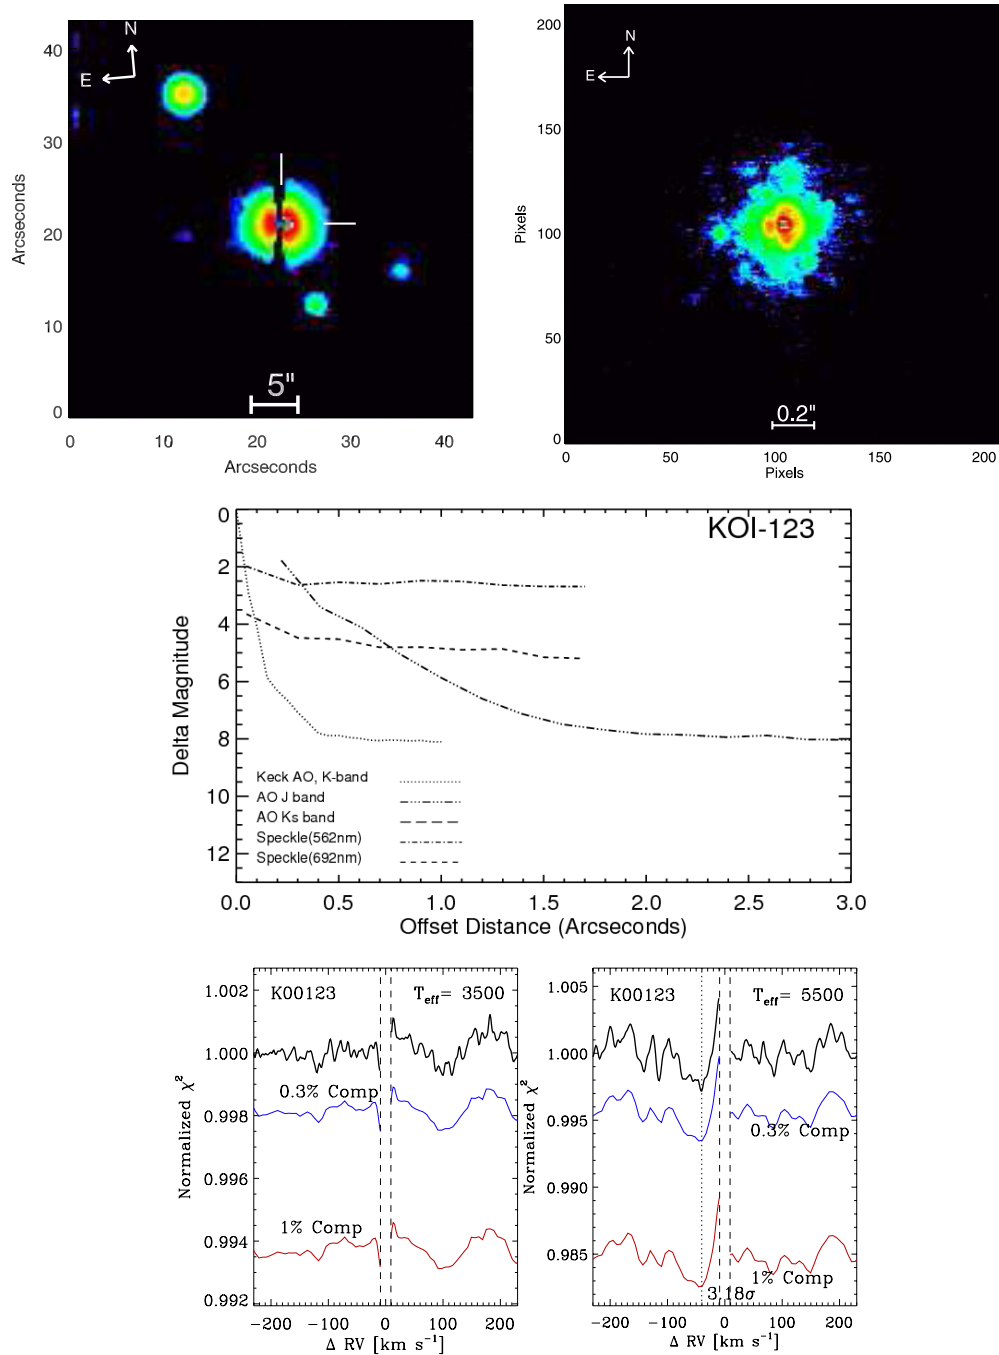 40
30
20
10
0
Arcseconds
N
E
5"
0 10 20 30 40
Arcseconds
200
150
100
50
0
Pixels
N
E
0.2"
0 50 100 150 200
Pixels
KOI-123
0
2
4
6
8
10
12
Delta Magnitude
Keck AO, K-band
AO J band
AO Ks band
Speckle(562nm)
Speckle(692nm)
0.0 0.5 1.0 1.5 2.0 2.5 3.0
Offset Distance (Arcseconds)
1.002
1.000
0.998
0.996
0.994
0.992
Normalized χ²
K00123
T_eff= 3500
0.3% Comp
1% Comp
-200 -100 0 100 200
Δ RV [km s⁻¹]
1.005
1.000
0.995
0.990
0.985
Normalized χ²
K00123
T_eff= 5500
0.3% Comp
1% Comp
3.18σ
-200 -100 0 100 200
Δ RV [km s⁻¹]